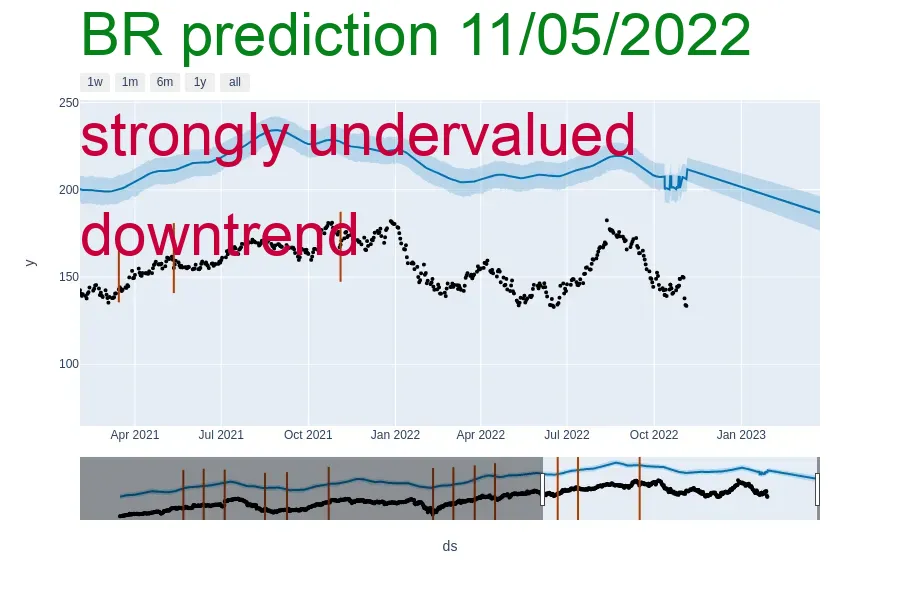 BR prediction 11/05/2022
1w 1m 6m 1y all
strongly undervalued
downtrend
250
200
150
100
y
Apr 2021 Jul 2021 Oct 2021 Jan 2022 Apr 2022 Jul 2022 Oct 2022 Jan 2023
ds